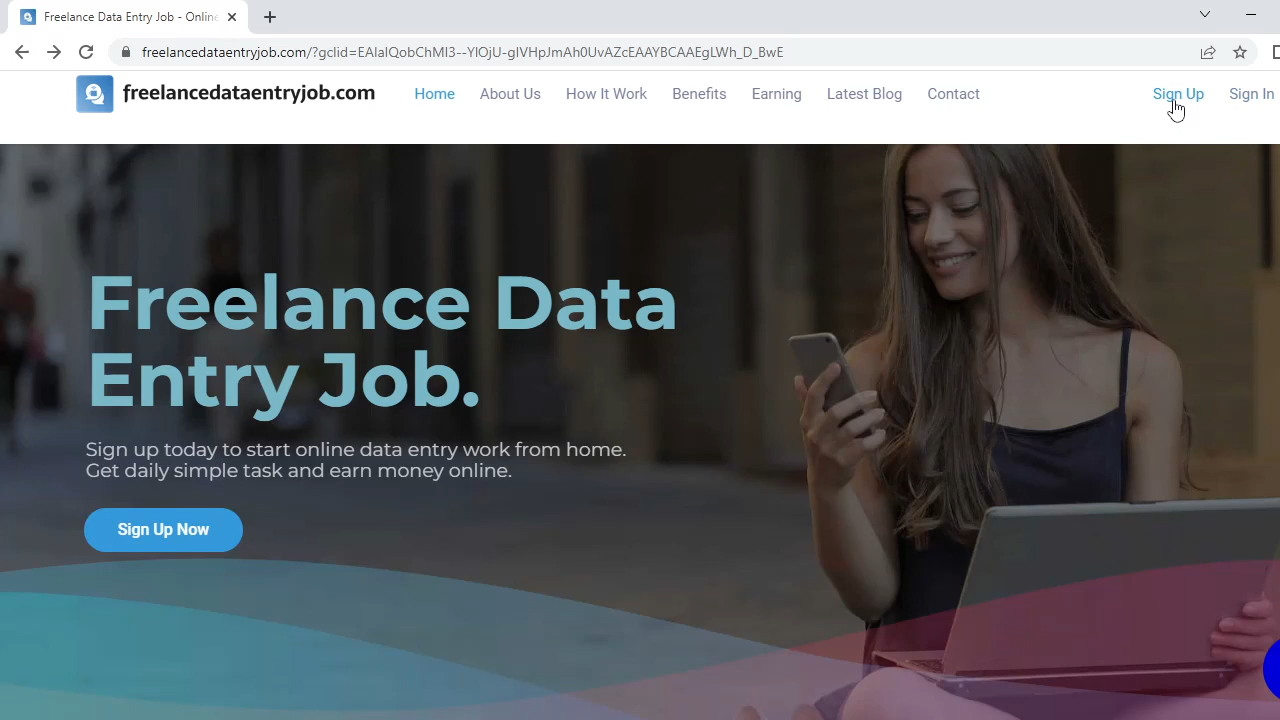 Freelance Data Entry Job - Online
freelancedataentryjob.com/?gclid=EAIaIQobChMI3--YlOjU-gIVHpJmAh0UvAZcEAAYBCAAEgLWh_D_BwE
freelancedataentryjob.com Home About Us How It Work Benefits Earning Latest Blog Contact Sign Up Sign In
Freelance Data
Entry Job.
Sign up today to start online data entry work from home.
Get daily simple task and earn money online.
Sign Up Now